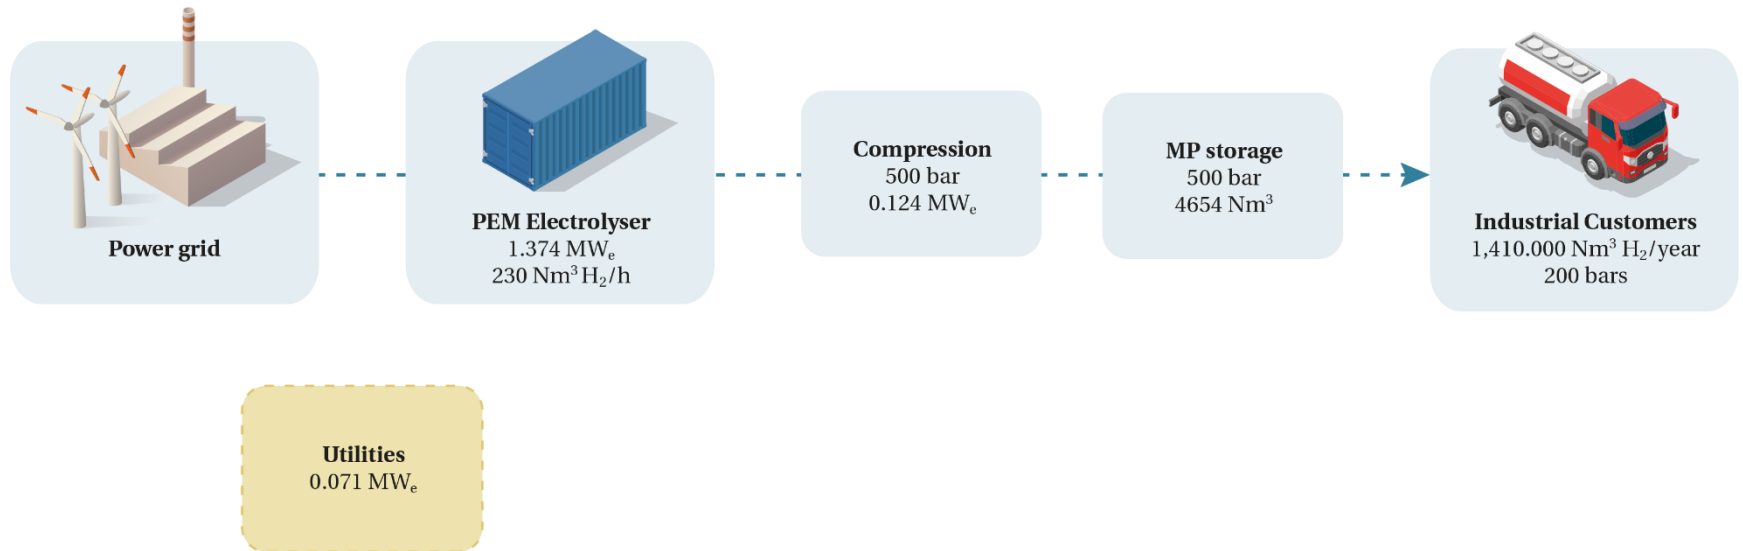 Power grid
PEM Electrolyser
1.374 MWₑ
230 Nm³ H₂/h
Compression
500 bar
0.124 MWₑ
MP storage
500 bar
4654 Nm³
Industrial Customers
1,410.000 Nm³ H₂/year
200 bars
Utilities
0.071 MWₑ